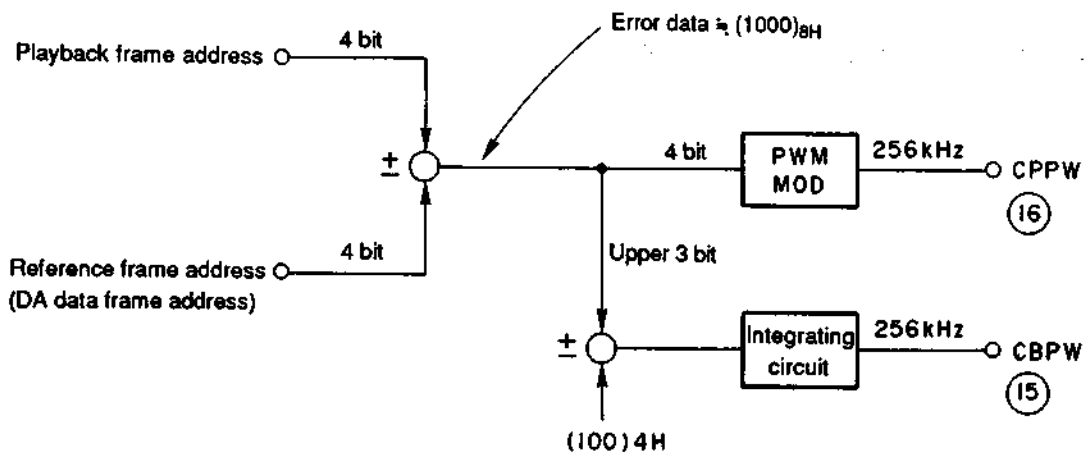 Error data ≒ (1000)8H
4 bit
Playback frame address
4 bit
256kHz
±
PWM
MOD
CPPW
16
4 bit
Reference frame address
(DA data frame address)
Upper 3 bit
±
Integrating
circuit
256kHz
CBPW
15
(100)4H